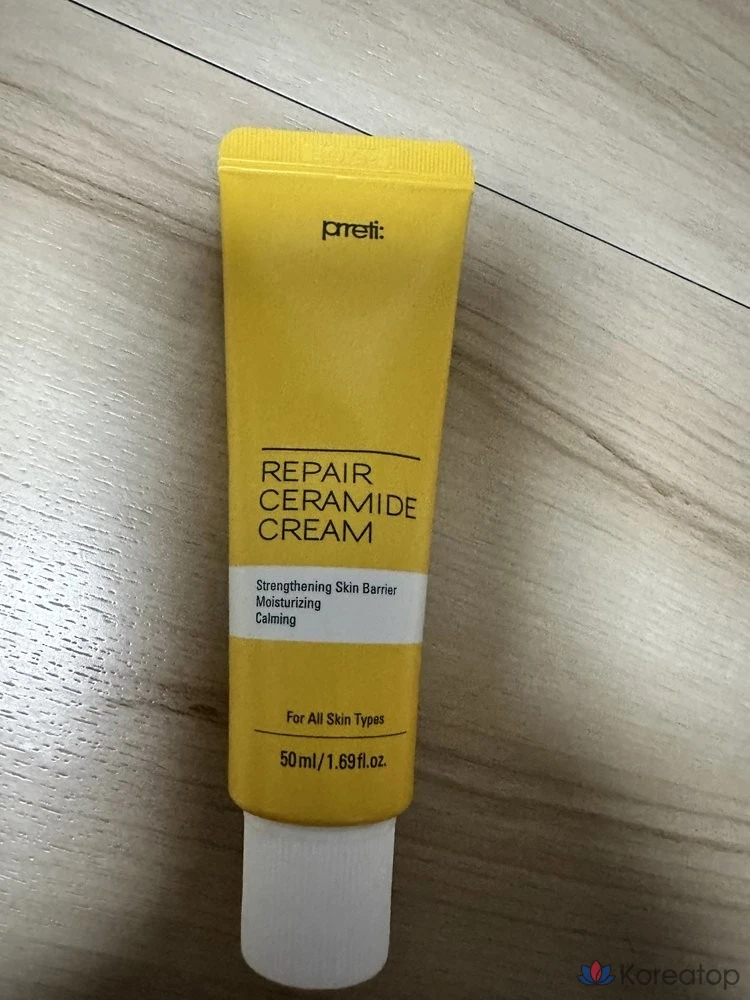 prreti:
REPAIR
CERAMIDE
CREAM
Strengthening Skin Barrier
Moisturizing
Calming
For All Skin Types
50ml/1.69fl.oz.
Koreatop